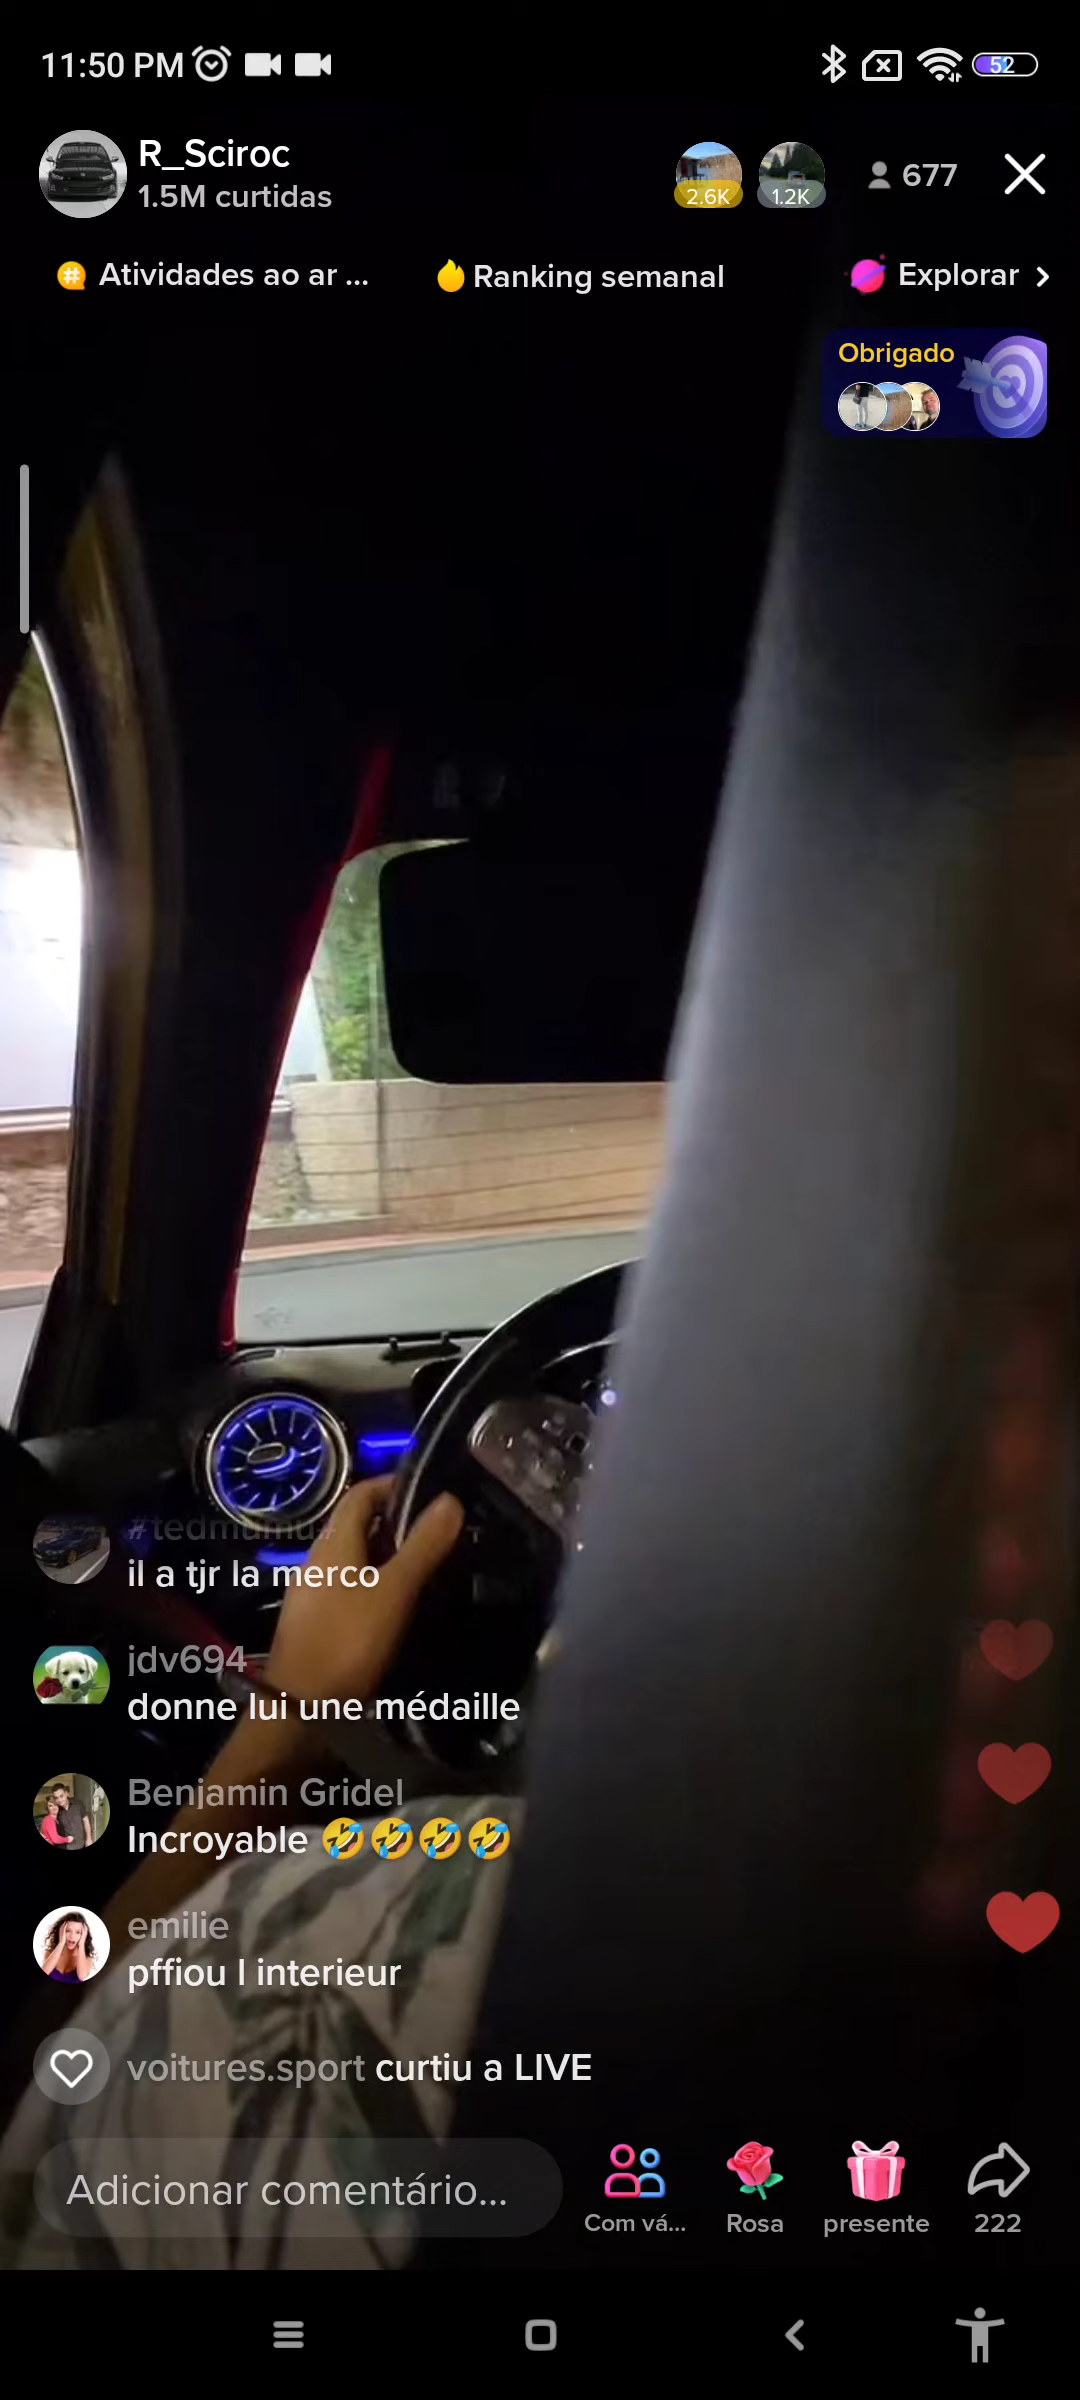 11:50 PM
52
R_Sciroc
1.5M curtidas
2.6K
1.2K
677
Atividades ao ar ...
Ranking semanal
Explorar
Obrigado
#tedmumu#
il a tjr la merco
jdv694
donne lui une médaille
Benjamin Gridel
Incroyable 🤣🤣🤣🤣
emilie
pffiou l interieur
voitures.sport curtiu a LIVE
Adicionar comentário...
Com vá...
Rosa
presente
222